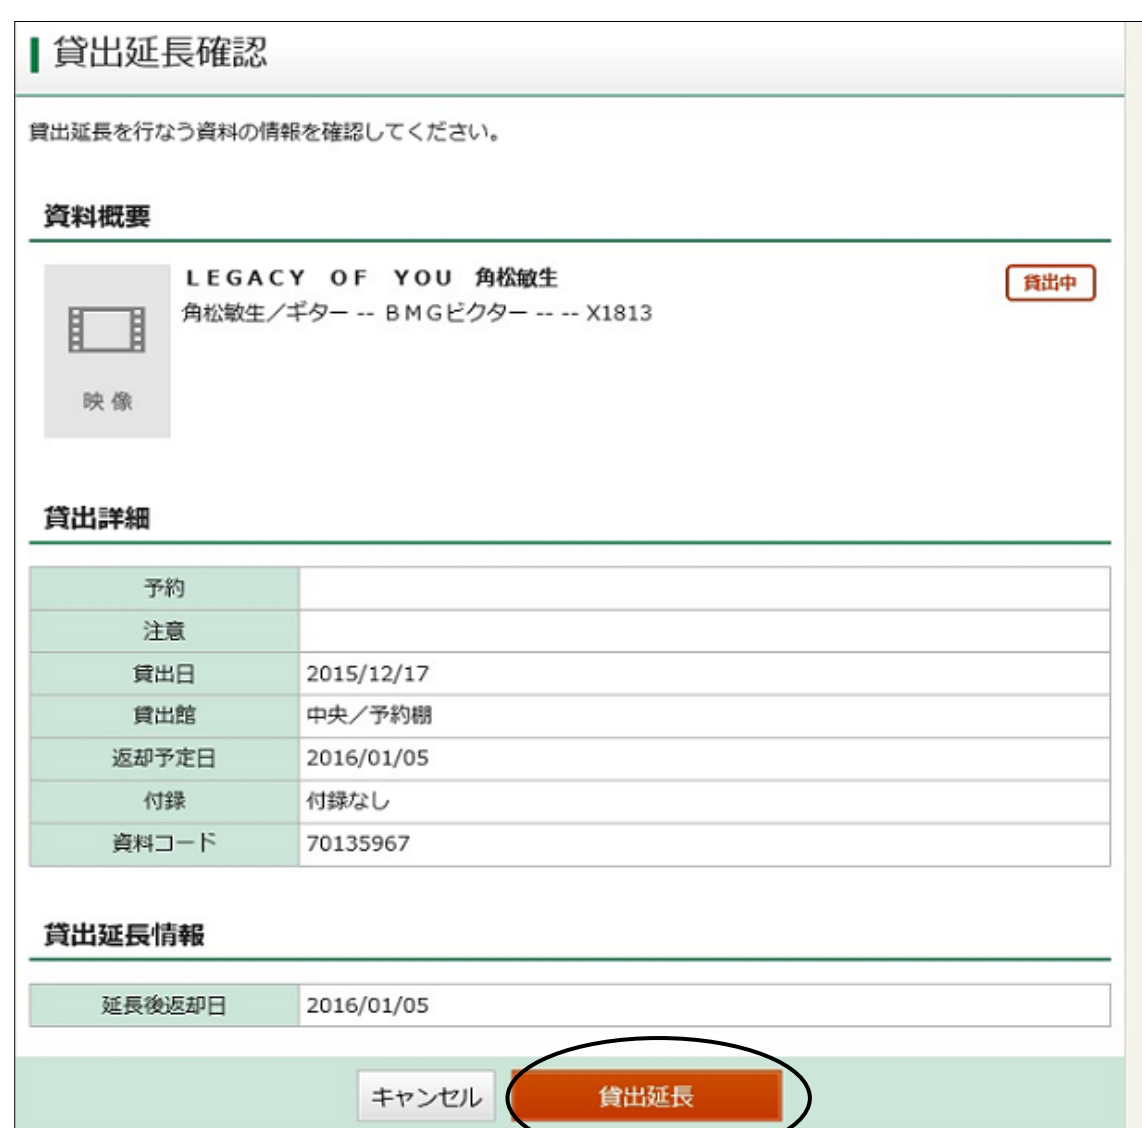 貸出延長確認
貸出延長を行なう資料の情報を確認してください。
資料概要
ＬＥＧＡＣＹ　ＯＦ　ＹＯＵ　角松敏生
貸出中
角松敏生／ギター -- ＢＭＧビクター -- -- X1813
映像
貸出詳細
予約
注意
貸出日 2015/12/17
貸出館 中央／予約棚
返却予定日 2016/01/05
付録 付録なし
資料コード 70135967
貸出延長情報
延長後返却日 2016/01/05
キャンセル 貸出延長